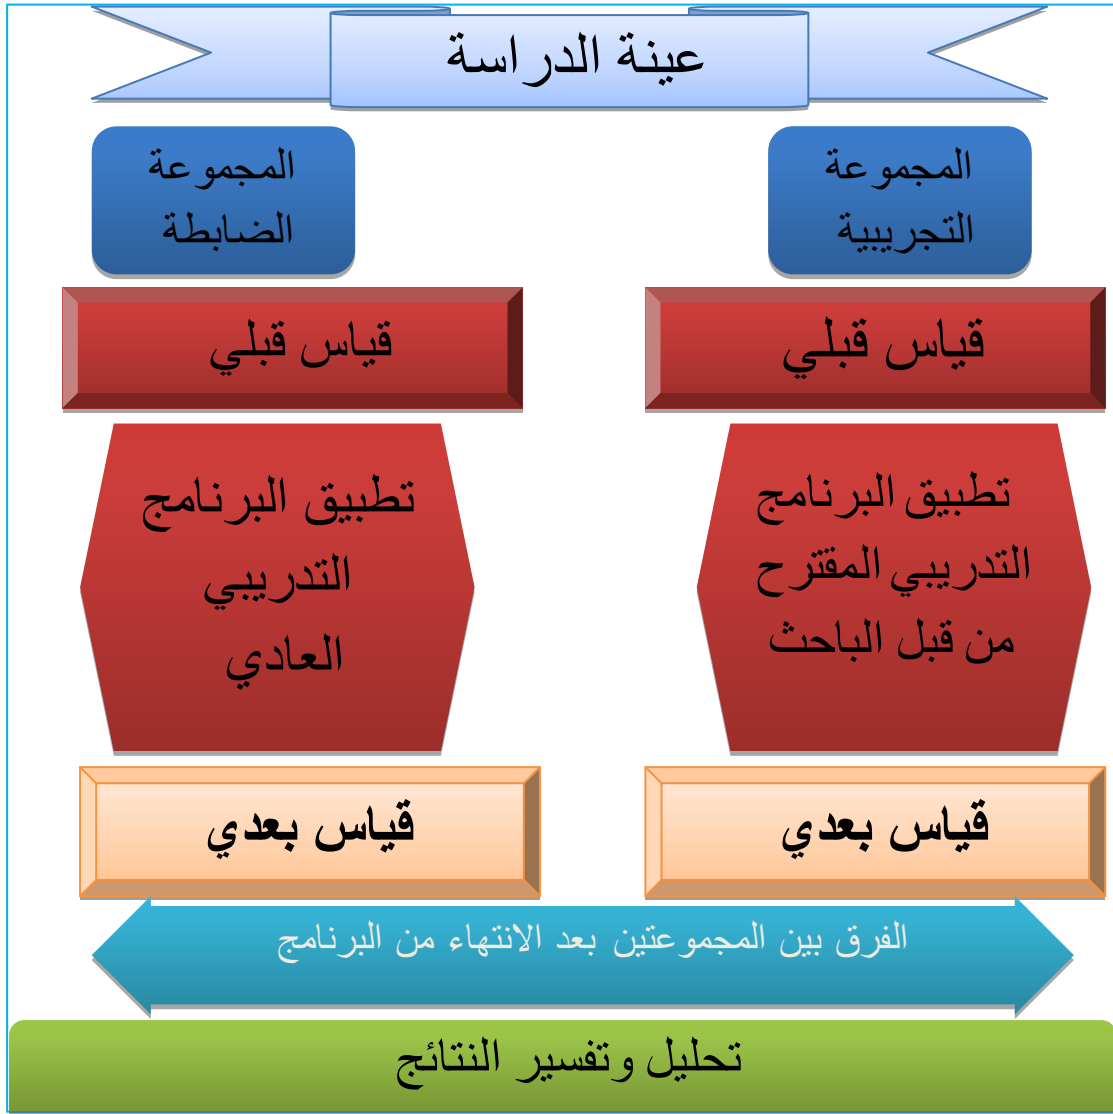 عينة الدراسة
المجموعة
التجريبية
المجموعة
الضابطة
قياس قبلي
قياس قبلي
تطبيق البرنامج
التدريبي المقترح
من قبل الباحث
تطبيق البرنامج
التدريبي
العادي
قياس بعدي
قياس بعدي
الفرق بين المجموعتين بعد الانتهاء من البرنامج
تحليل وتفسير النتائج